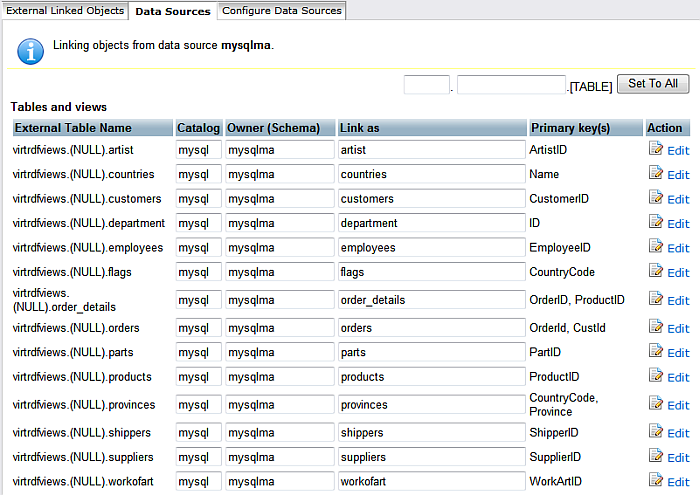 External Linked Objects Data Sources Configure Data Sources
Linking objects from data source mysqlma.
. .[TABLE] Set To All
Tables and views
External Table Name Catalog Owner (Schema) Link as Primary key(s) Action
virtrdfviews.(NULL).artist mysql mysqlma artist ArtistID Edit
virtrdfviews.(NULL).countries mysql mysqlma countries Name Edit
virtrdfviews.(NULL).customers mysql mysqlma customers CustomerID Edit
virtrdfviews.(NULL).department mysql mysqlma department ID Edit
virtrdfviews.(NULL).employees mysql mysqlma employees EmployeeID Edit
virtrdfviews.(NULL).flags mysql mysqlma flags CountryCode Edit
virtrdfviews.
(NULL).order_details mysql mysqlma order_details OrderID, ProductID Edit
virtrdfviews.(NULL).orders mysql mysqlma orders OrderId, CustId Edit
virtrdfviews.(NULL).parts mysql mysqlma parts PartID Edit
virtrdfviews.(NULL).products mysql mysqlma products ProductID Edit
virtrdfviews.(NULL).provinces mysql mysqlma provinces CountryCode,
Province Edit
virtrdfviews.(NULL).shippers mysql mysqlma shippers ShipperID Edit
virtrdfviews.(NULL).suppliers mysql mysqlma suppliers SupplierID Edit
virtrdfviews.(NULL).workofart mysql mysqlma workofart WorkArtID Edit